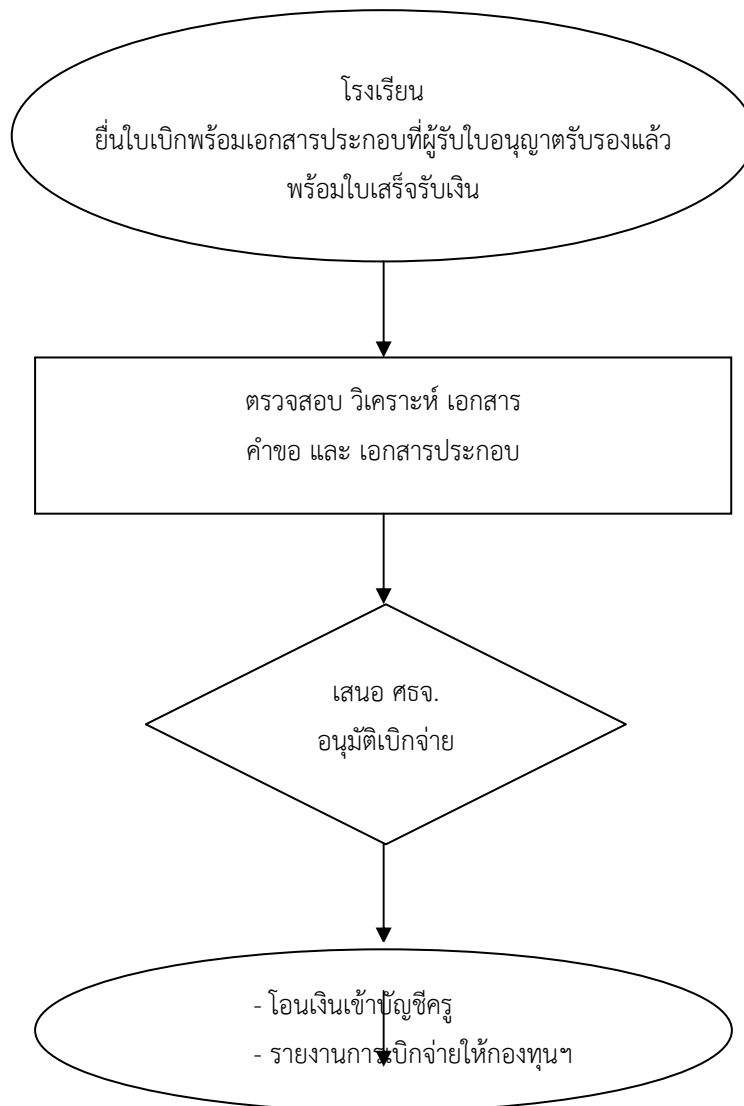 โรงเรียน
ยื่นใบเบิกพร้อมเอกสารประกอบที่ผู้รับใบอนุญาตรับรองแล้ว
พร้อมใบเสร็จรับเงิน
ตรวจสอบ วิเคราะห์ เอกสาร
คำขอ และ เอกสารประกอบ
เสนอ ศธจ.
อนุมัติเบิกจ่าย
- โอนเงินเข้าบัญชีครู
- รายงานการเบิกจ่ายให้กองทุนฯ